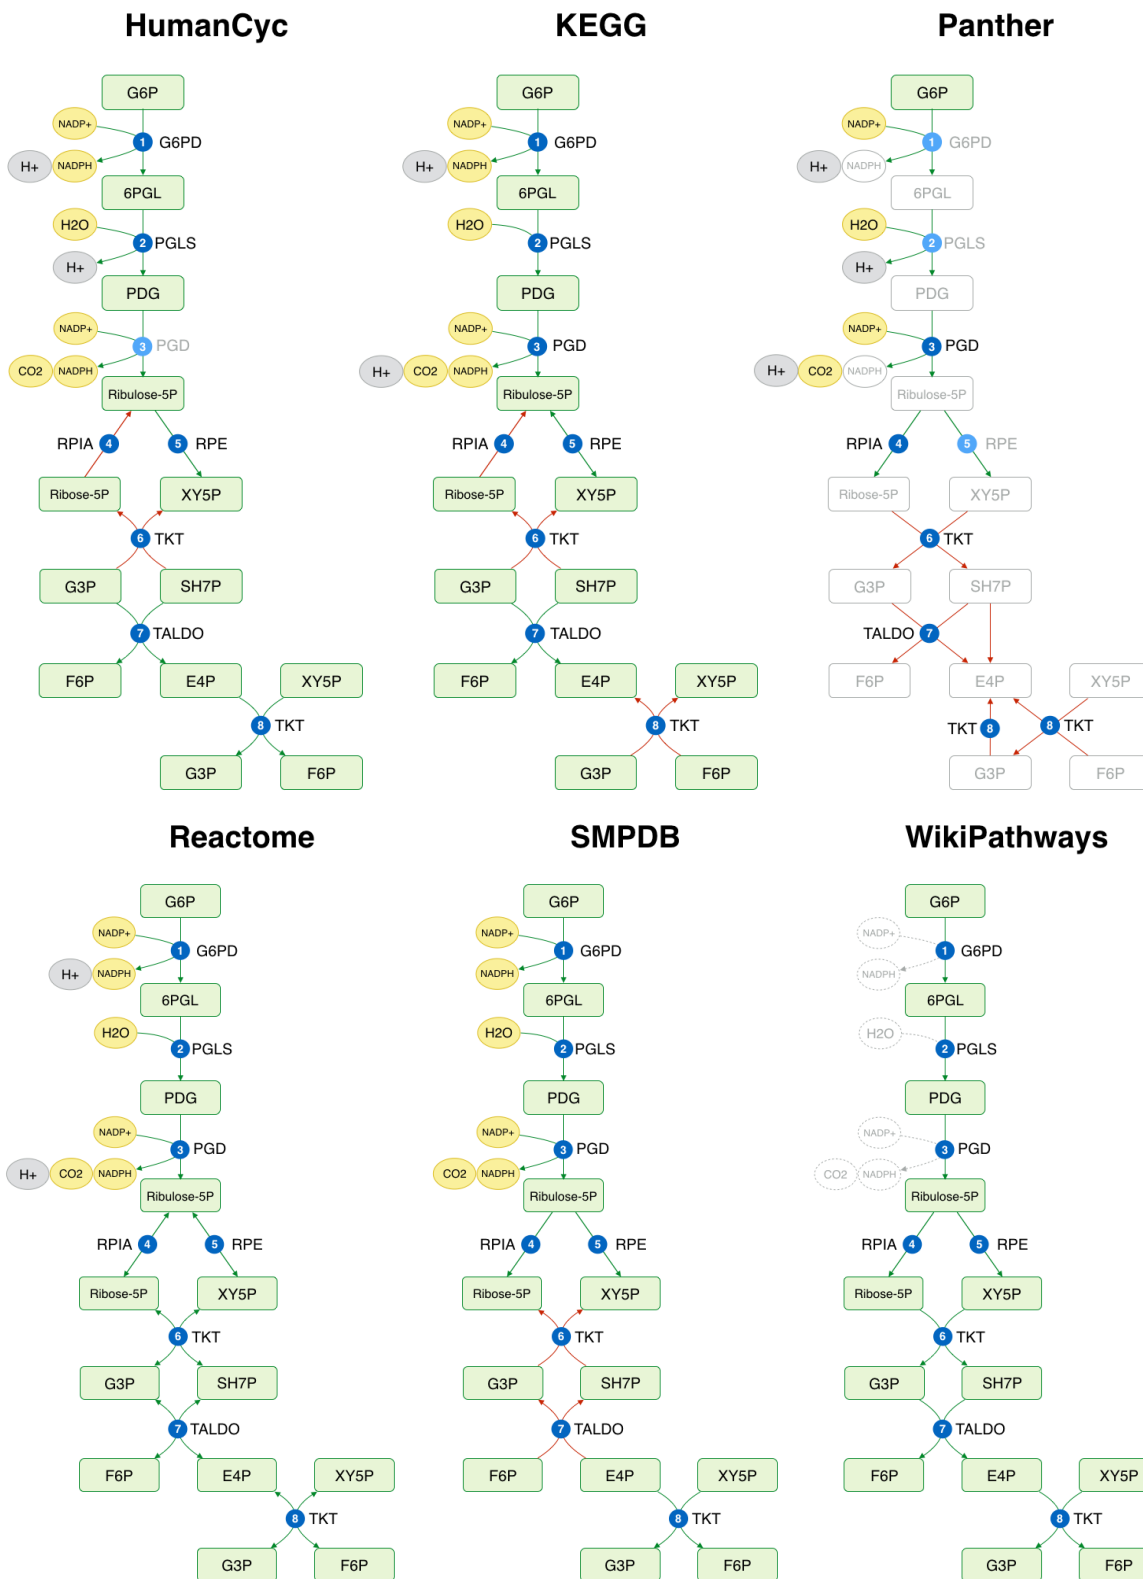 HumanCyc
G6P
NADP+
1 G6PD
H+ NADPH
6PGL
H2O
2 PGLS
H+
PDG
NADP+
3 PGD
CO2 NADPH
Ribulose-5P
RPIA 4 5 RPE
Ribose-5P XY5P
6 TKT
G3P SH7P
7 TALDO
F6P E4P XY5P
8 TKT
G3P F6P
KEGG
G6P
NADP+
1 G6PD
H+ NADPH
6PGL
H2O
2 PGLS
PDG
NADP+
3 PGD
H+ CO2 NADPH
Ribulose-5P
RPIA 4 5 RPE
Ribose-5P XY5P
6 TKT
G3P SH7P
7 TALDO
F6P E4P XY5P
8 TKT
G3P F6P
Panther
G6P
NADP+
1 G6PD
H+ NADPH
6PGL
H2O
2 PGLS
H+
PDG
NADP+
3 PGD
H+ CO2 NADPH
Ribulose-5P
RPIA 4 5 RPE
Ribose-5P XY5P
6 TKT
G3P SH7P
TALDO 7
F6P E4P XY5P
TKT 8 8 TKT
G3P F6P
Reactome
G6P
NADP+
1 G6PD
H+ NADPH
6PGL
H2O
2 PGLS
PDG
NADP+
3 PGD
H+ CO2 NADPH
Ribulose-5P
RPIA 4 5 RPE
Ribose-5P XY5P
6 TKT
G3P SH7P
7 TALDO
F6P E4P XY5P
8 TKT
G3P F6P
SMPDB
G6P
NADP+
1 G6PD
NADPH
6PGL
H2O
2 PGLS
PDG
NADP+
3 PGD
CO2 NADPH
Ribulose-5P
RPIA 4 5 RPE
Ribose-5P XY5P
6 TKT
G3P SH7P
7 TALDO
F6P E4P XY5P
8 TKT
G3P F6P
WikiPathways
G6P
NADP+
1 G6PD
NADPH
6PGL
H2O
2 PGLS
PDG
NADP+
3 PGD
CO2 NADPH
Ribulose-5P
RPIA 4 5 RPE
Ribose-5P XY5P
6 TKT
G3P SH7P
7 TALDO
F6P E4P XY5P
8 TKT
G3P F6P